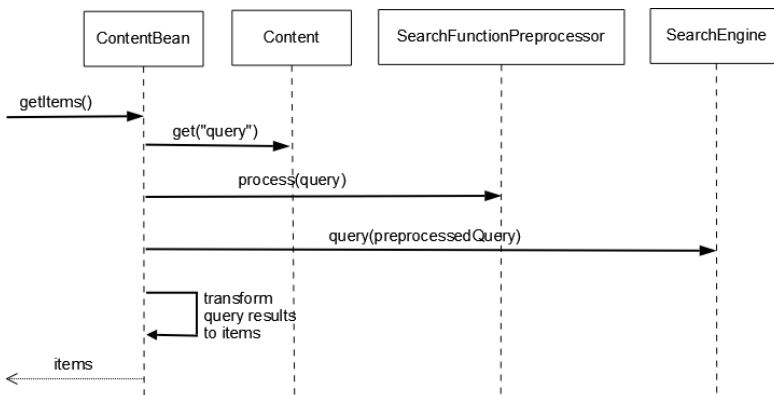 ContentBean
Content
SearchFunctionPreprocessor
SearchEngine
getItems()
get("query")
process(query)
query(preprocessedQuery)
transform
query results
to items
items